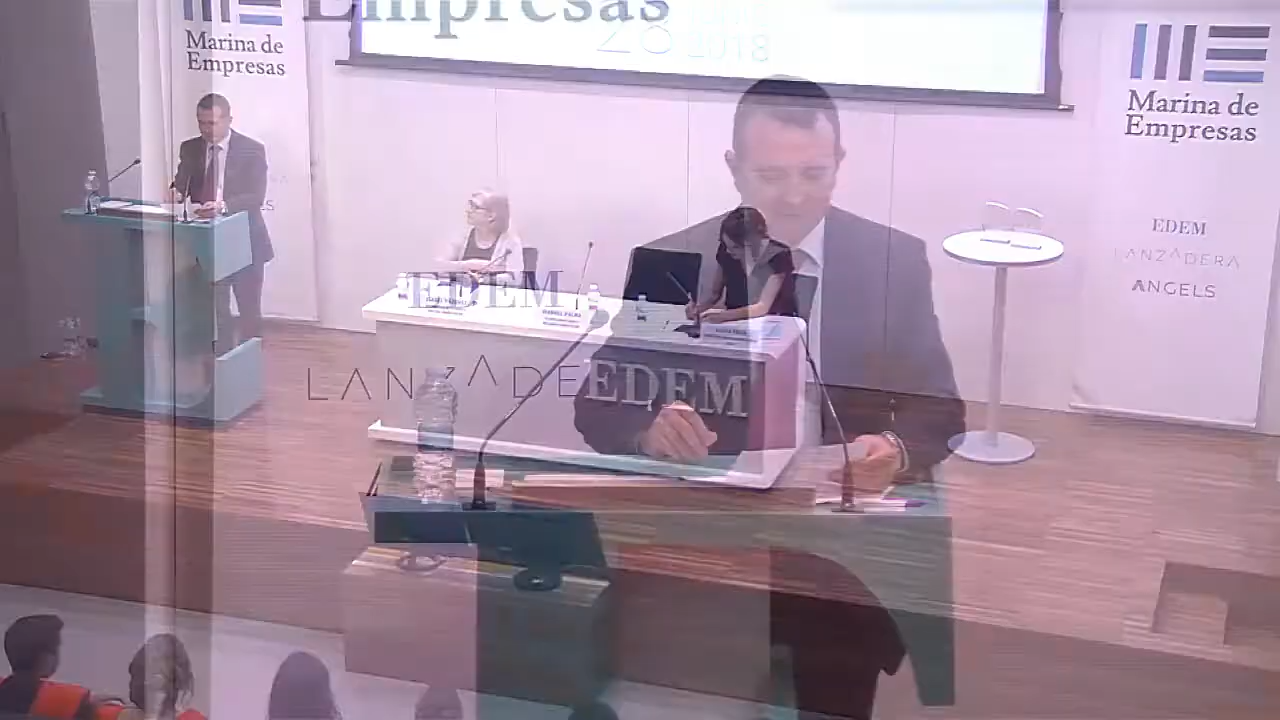 Marina de
Empresas
Empresas
2018
Marina de
Empresas
EDEM
LANZADERA
ANGELS
EDEM
LANZADE
EDEM